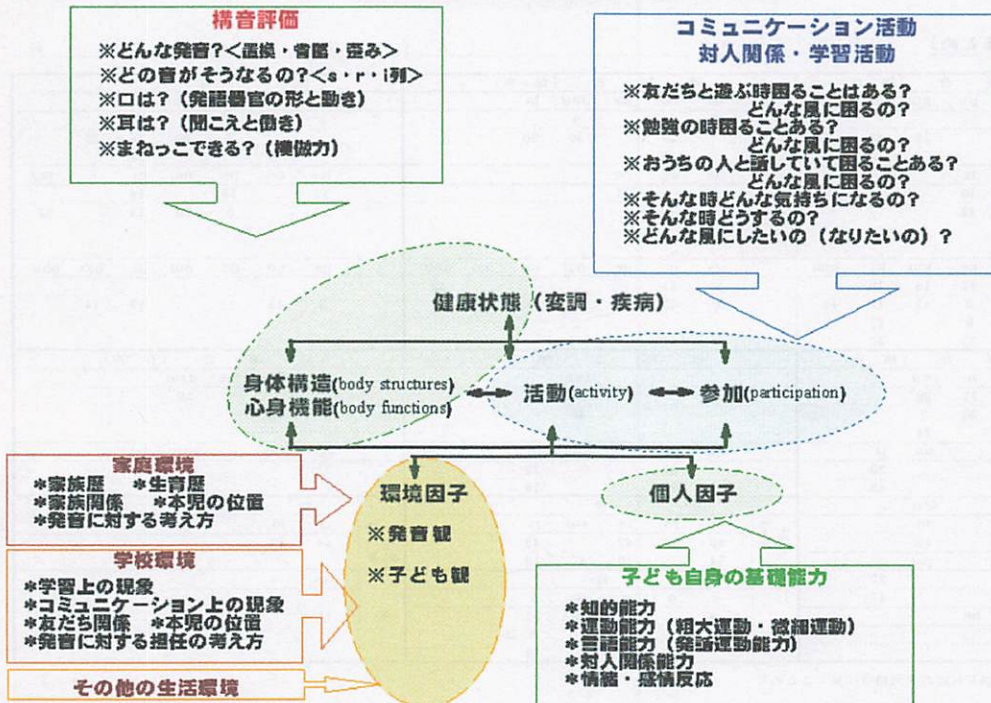 構音評価
※どんな発音?<置換・省略・歪み>
※どの音がそうなるの?<s・r・i列>
※口は?(発語器官の形と動き)
※耳は?(聞こえと働き)
※まねっこできる?(模倣力)
コミュニケーション活動
対人関係・学習活動
※友だちと遊ぶ時困ることはある?
どんな風に困るの?
※勉強の時困ることある?
どんな風に困るの?
※おうちの人と話していて困ることある?
どんな風に困るの?
※そんな時どんな気持ちになるの?
※そんな時どうするの?
※どんな風にしたいの(なりたいの)?
健康状態(変調・疾病)
身体構造(body structures)
心身機能(body functions)
活動(activity)
参加(participation)
家庭環境
*家族歴 *生育歴
*家族関係 *本児の位置
*発音に対する考え方
学校環境
*学習上の現象
*コミュニケーション上の現象
*友だち関係 *本児の位置
*発音に対する担任の考え方
その他の生活環境
環境因子
※発音観
※子ども観
個人因子
子ども自身の基礎能力
*知的能力
*運動能力(粗大運動・微細運動)
*言語能力(発話運動能力)
*対人関係能力
*情緒・感情反応